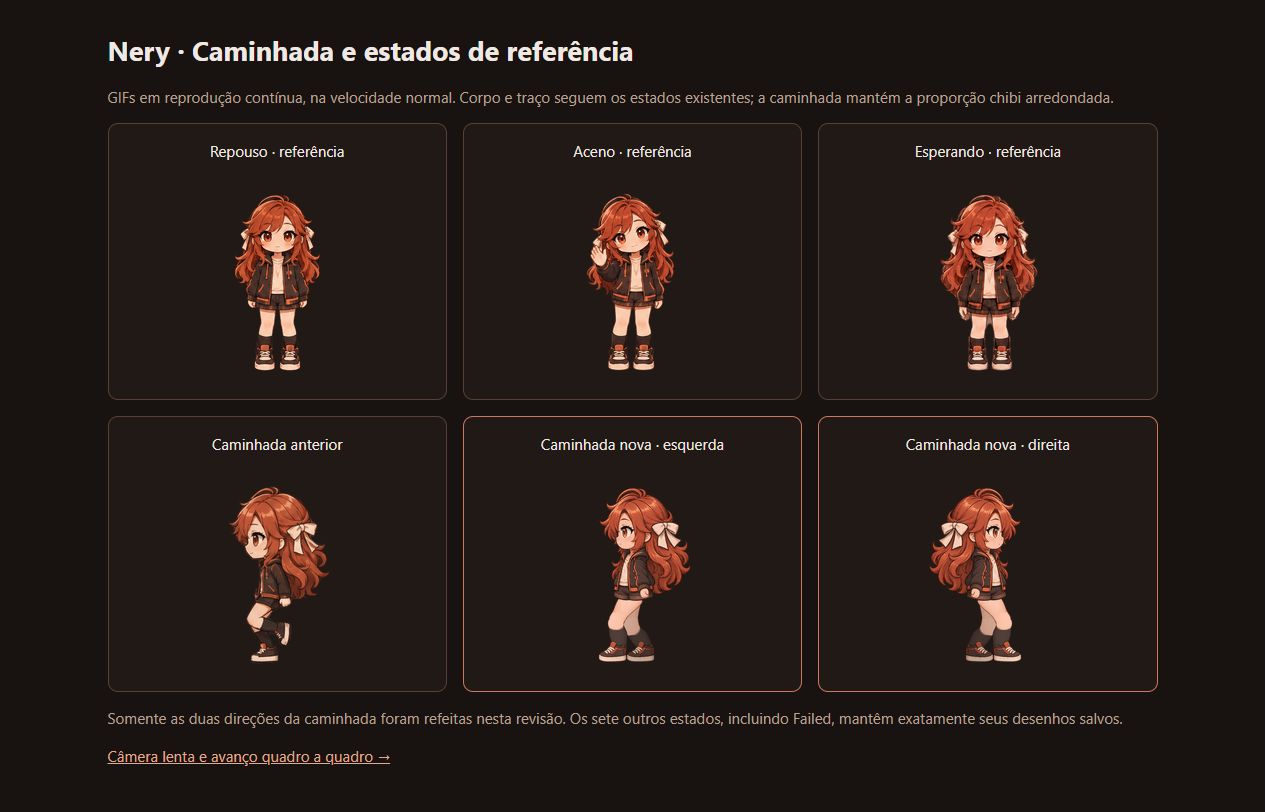 Nery · Caminhada e estados de referência
GIFs em reprodução contínua, na velocidade normal. Corpo e traço seguem os estados existentes; a caminhada mantém a proporção chibi arredondada.
Repouso · referência
Aceno · referência
Esperando · referência
Caminhada anterior
Caminhada nova · esquerda
Caminhada nova · direita
Somente as duas direções da caminhada foram refeitas nesta revisão. Os sete outros estados, incluindo Failed, mantêm exatamente seus desenhos salvos.
Câmera lenta e avanço quadro a quadro →